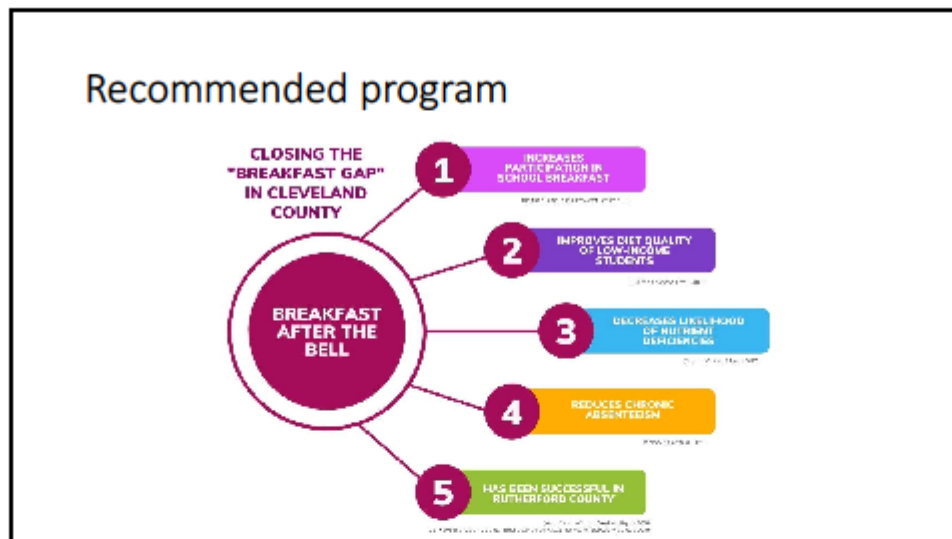 Recommended program
CLOSING THE
"BREAKFAST GAP"
IN CLEVELAND
COUNTY
BREAKFAST
AFTER THE
BELL
1
INCREASES
PARTICIPATION IN
SCHOOL BREAKFAST
2
IMPROVES DIET QUALITY
OF LOW-INCOME
STUDENTS
3
DECREASES LIKELIHOOD
OF NUTRIENT
DEFICIENCIES
4
REDUCES CHRONIC
ABSENTEEISM
5
HAS BEEN SUCCESSFUL IN
RUTHERFORD COUNTY